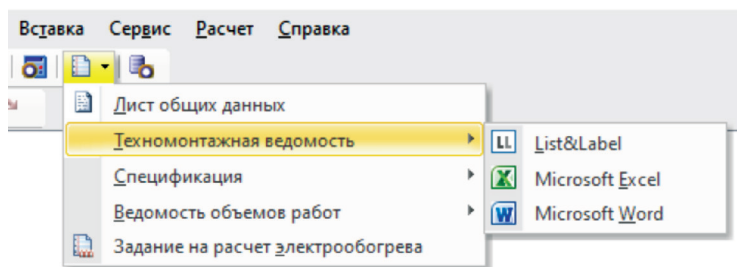 Вставка Сервис Расчет Справка
Лист общих данных
Техномонтажная ведомость
LL List&Label
Спецификация
Microsoft Excel
Ведомость объемов работ
Microsoft Word
Задание на расчет электрообогрева